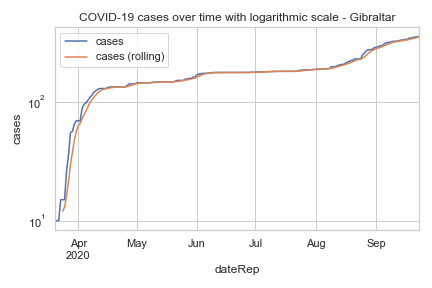 COVID-19 cases over time with logarithmic scale - Gibraltar
cases
cases (rolling)
10²
10¹
cases
Apr
2020
May
Jun
Jul
Aug
Sep
dateRep